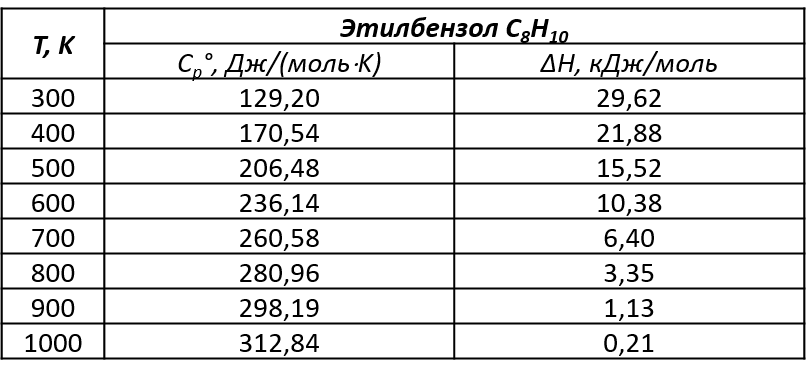 T, K Этилбензол C₈H₁₀
Cₚ°, Дж/(моль·K) ΔH, кДж/моль
300 129,20 29,62
400 170,54 21,88
500 206,48 15,52
600 236,14 10,38
700 260,58 6,40
800 280,96 3,35
900 298,19 1,13
1000 312,84 0,21